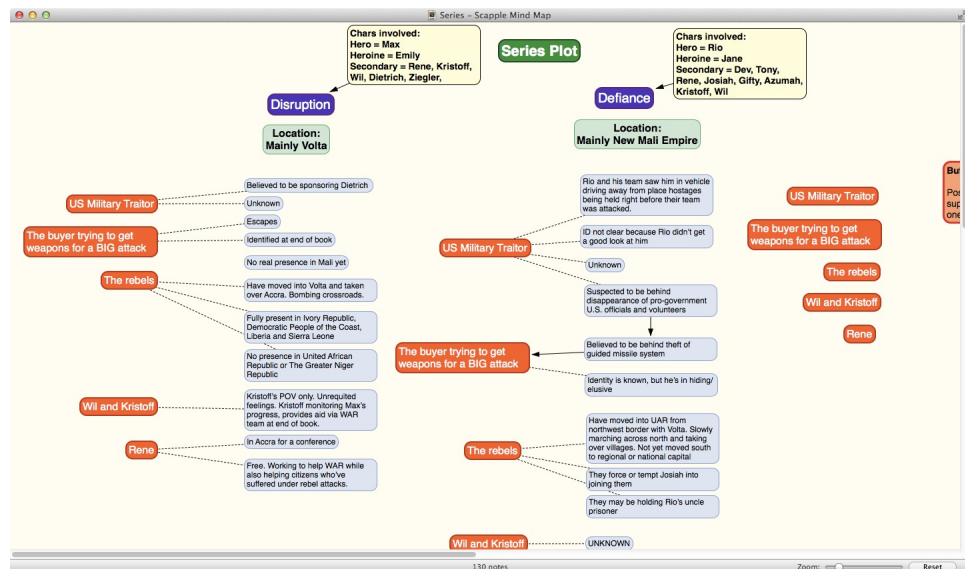 Series – Scapple Mind Map
Chars involved:
Hero = Max
Heroine = Emily
Secondary = Rene, Kristoff,
Wil, Dietrich, Ziegler,
Series Plot
Chars involved:
Hero = Rio
Heroine = Jane
Secondary = Dev, Tony,
Rene, Josiah, Gifty, Azumah,
Kristoff, Wil
Disruption
Location:
Mainly Volta
US Military Traitor
Believed to be sponsoring Dietrich
Unknown
The buyer trying to get
weapons for a BIG attack
Escapes
Identified at end of book
The rebels
No real presence in Mali yet
Have moved into Volta and taken
over Accra. Bombing crossroads.
Fully present in Ivory Republic,
Democratic People of the Coast,
Liberia and Sierra Leone
No presence in United African
Republic or The Greater Niger
Republic
Wil and Kristoff
Kristoff's POV only. Unrequited
feelings. Kristoff monitoring Max's
progress, provides aid via WAR
team at end of book.
Rene
In Accra for a conference
Free. Working to help WAR while
also helping citizens who've
suffered under rebel attacks.
Defiance
Location:
Mainly New Mali Empire
US Military Traitor
Rio and his team saw him in vehicle
driving away from place hostages
being held right before their team
was attacked.
ID not clear because Rio didn't get
a good look at him
Unknown
Suspected to be behind
disappearance of pro-government
U.S. officials and volunteers
The buyer trying to get
weapons for a BIG attack
Believed to be behind theft of
guided missile system
Identity is known, but he's in hiding/
elusive
The rebels
Have moved into UAR from
northwest border with Volta. Slowly
marching across north and taking
over villages. Not yet moved south
to regional or national capital
They force or tempt Josiah into
joining them
They may be holding Rio's uncle
prisoner
Wil and Kristoff
UNKNOWN
US Military Traitor
The buyer trying to get
weapons for a BIG attack
The rebels
Wil and Kristoff
Rene
Bu
Pos
sup
one
130 notes
Zoom:
Reset